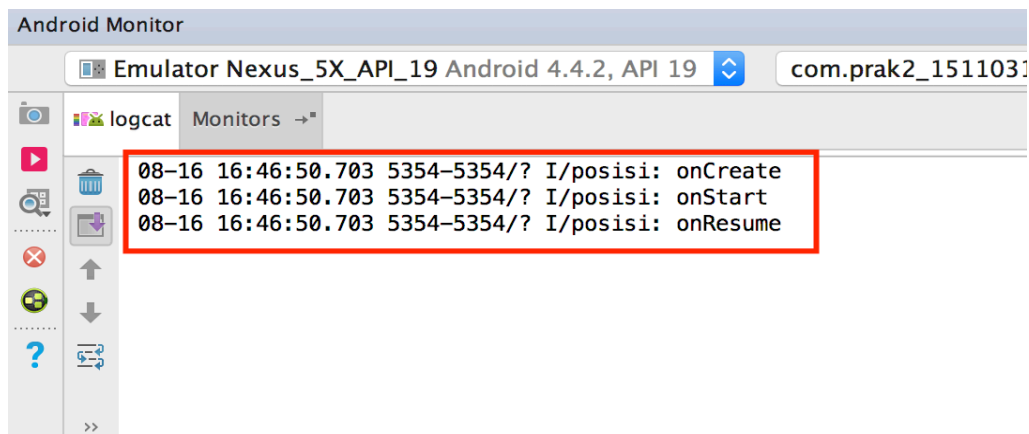 Android Monitor
Emulator Nexus_5X_API_19 Android 4.4.2, API 19
com.prak2_1511031
logcat Monitors
08-16 16:46:50.703 5354-5354/? I/posisi: onCreate
08-16 16:46:50.703 5354-5354/? I/posisi: onStart
08-16 16:46:50.703 5354-5354/? I/posisi: onResume
?
>>